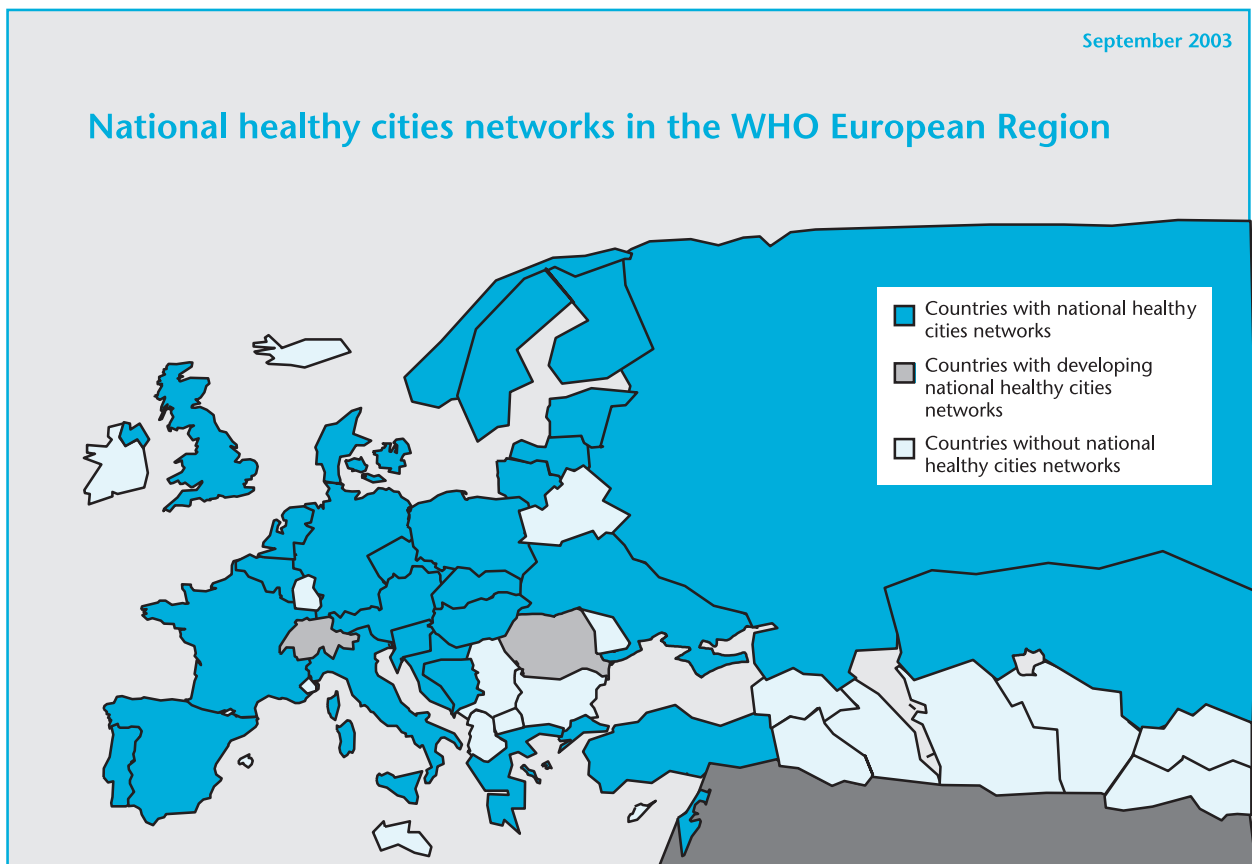 September 2003
National healthy cities networks in the WHO European Region
Countries with national healthy
cities networks
Countries with developing
national healthy cities
networks
Countries without national
healthy cities networks